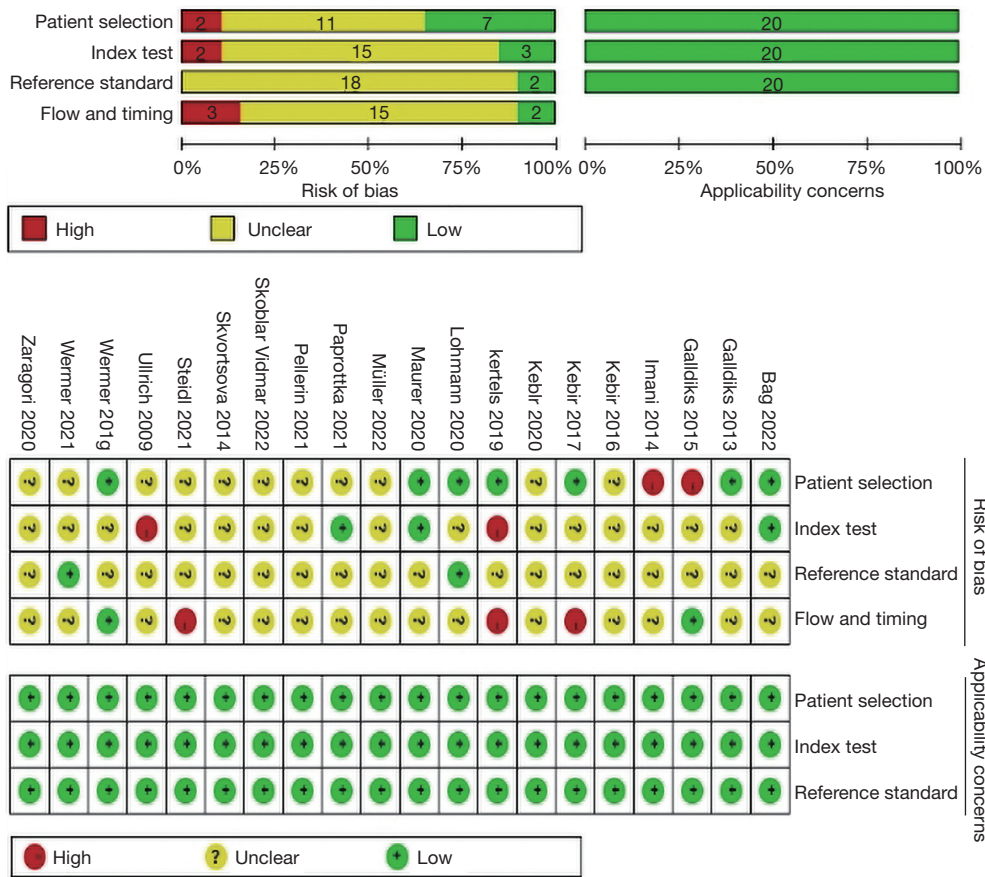 Patient selection 2 11 7 20
Index test 2 15 3 20
Reference standard 18 2 20
Flow and timing 3 15 2
0% 25% 50% 75% 100% 0% 25% 50% 75% 100%
Risk of bias Applicability concerns
High Unclear Low
Zaragori 2020
Wermer 2021
Wermer 201g
Ullrich 2009
Steidl 2021
Skvortsova 2014
Skoblar Vidmar 2022
Pellerin 2021
Paprottka 2021
Müller 2022
Maurer 2020
Lohmann 2020
kertels 2019
Keblr 2020
Kebir 2017
Kebir 2016
Imani 2014
Galldiks 2015
Galldiks 2013
Bag 2022
? ? + ? ? ? ? ? ? ? + + + ? + ? – – + + Patient selection
? ? ? – ? ? ? ? + ? + ? – ? ? ? ? ? ? + Index test
? + ? ? ? ? ? ? ? ? ? + ? ? ? ? ? ? ? ? Reference standard
? ? + ? – ? ? ? ? ? ? ? – ? – ? ? + ? ? Flow and timing
Risk of bias
+ + + + + + + + + + + + + + + + + + + + Patient selection
+ + + + + + + + + + + + + + + + + + + + Index test
+ + + + + + + + + + + + + + + + + + + + Reference standard
Applicability concerns
– High ? Unclear + Low